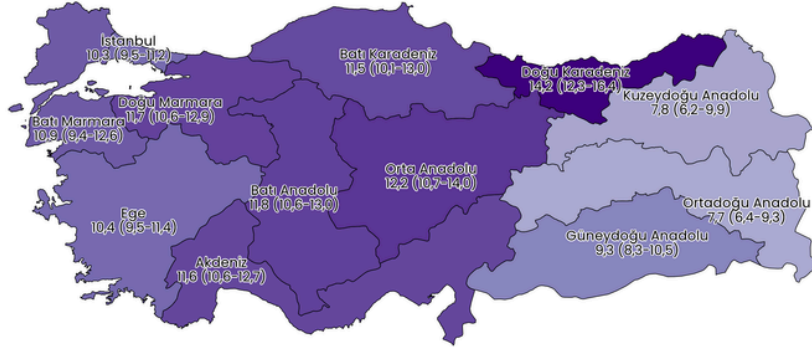 İstanbul
10,3 (9,5-11,2)
Batı Karadeniz
11,5 (10,1-13,0)
Doğu Karadeniz
14,2 (12,3-16,4)
Kuzeydoğu Anadolu
7,8 (6,2-9,9)
Doğu Marmara
11,7 (10,6-12,9)
Batı Marmara
10,9 (9,4-12,6)
Orta Anadolu
12,2 (10,7-14,0)
Batı Anadolu
11,8 (10,6-13,0)
Ortadoğu Anadolu
7,7 (6,4-9,3)
Ege
10,4 (9,5-11,4)
Güneydoğu Anadolu
9,3 (8,3-10,5)
Akdeniz
11,6 (10,6-12,7)